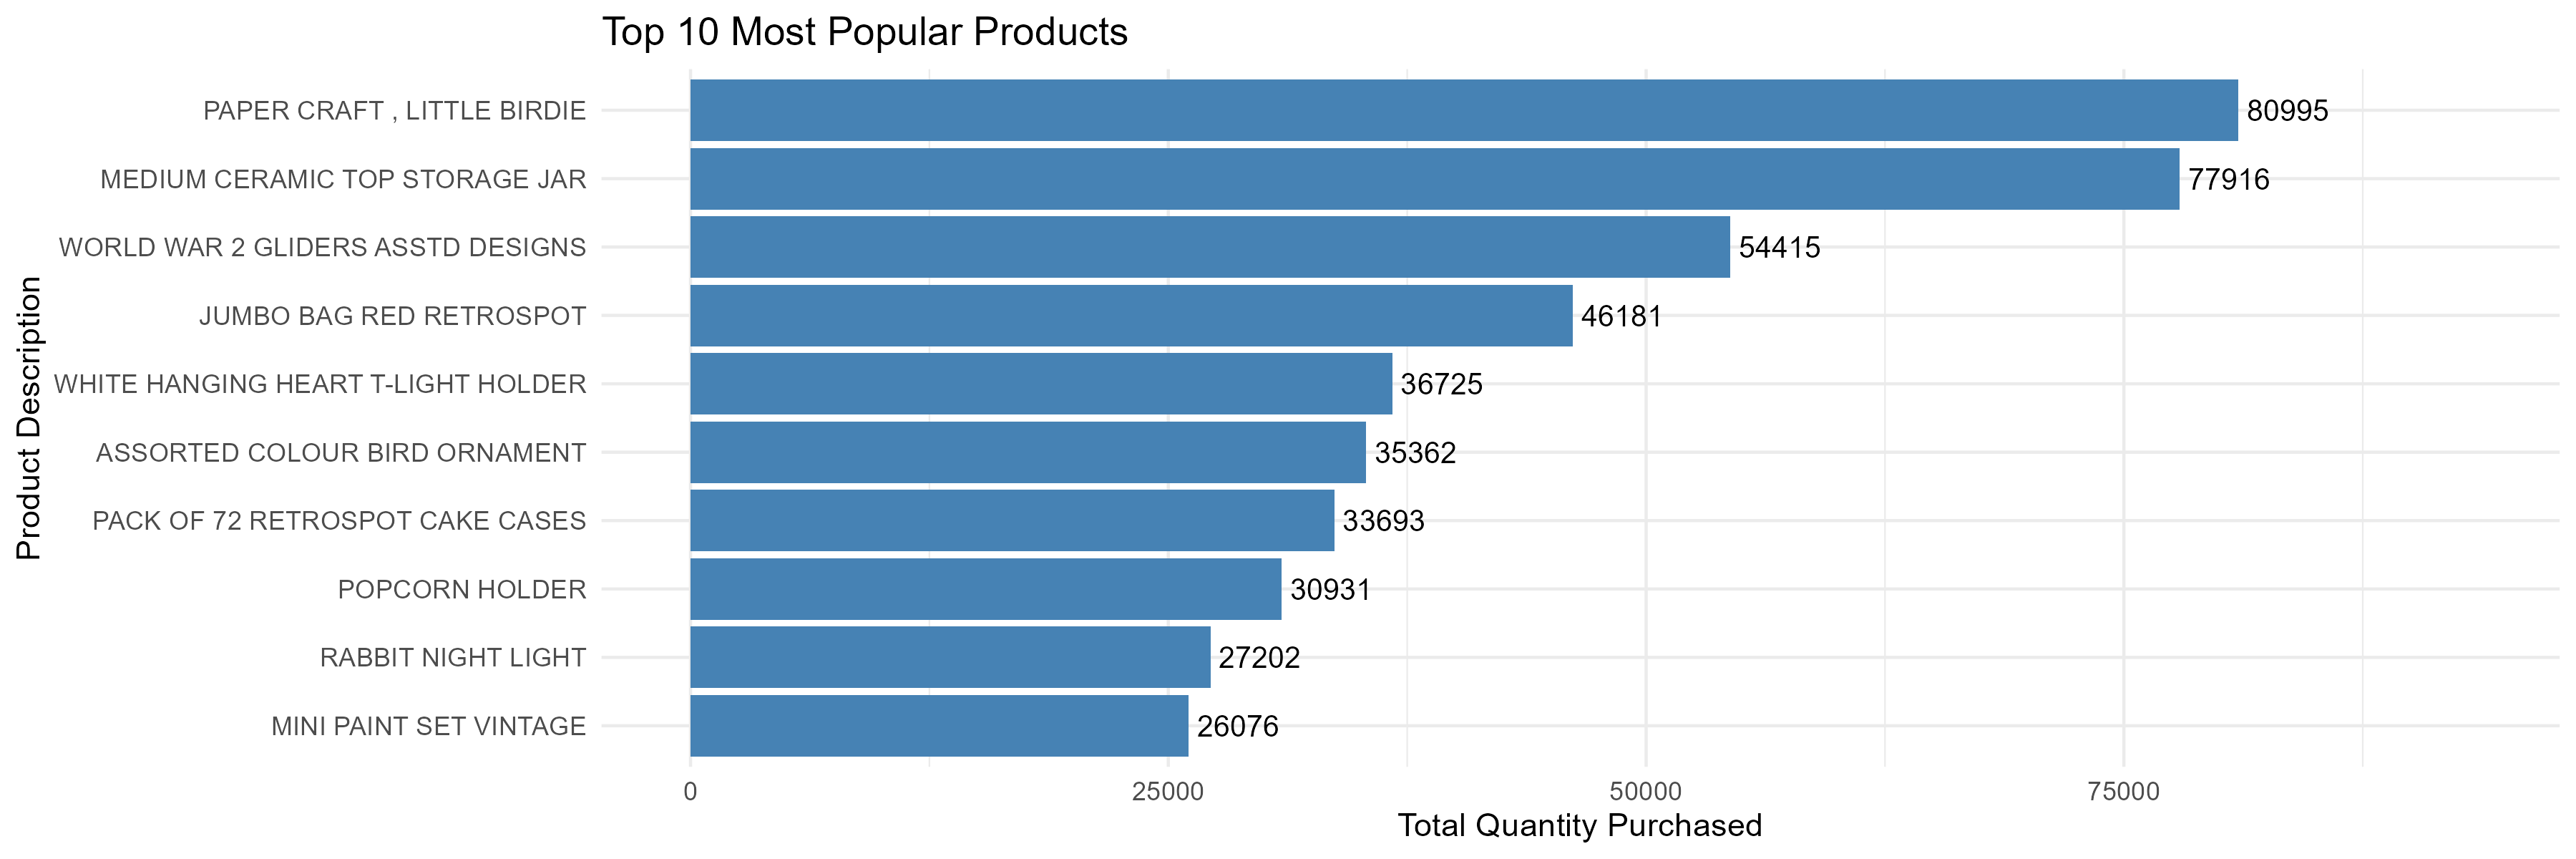 Top 10 Most Popular Products
Product Description
PAPER CRAFT , LITTLE BIRDIE 80995
MEDIUM CERAMIC TOP STORAGE JAR 77916
WORLD WAR 2 GLIDERS ASSTD DESIGNS 54415
JUMBO BAG RED RETROSPOT 46181
WHITE HANGING HEART T-LIGHT HOLDER 36725
ASSORTED COLOUR BIRD ORNAMENT 35362
PACK OF 72 RETROSPOT CAKE CASES 33693
POPCORN HOLDER 30931
RABBIT NIGHT LIGHT 27202
MINI PAINT SET VINTAGE 26076
0 25000 50000 75000
Total Quantity Purchased